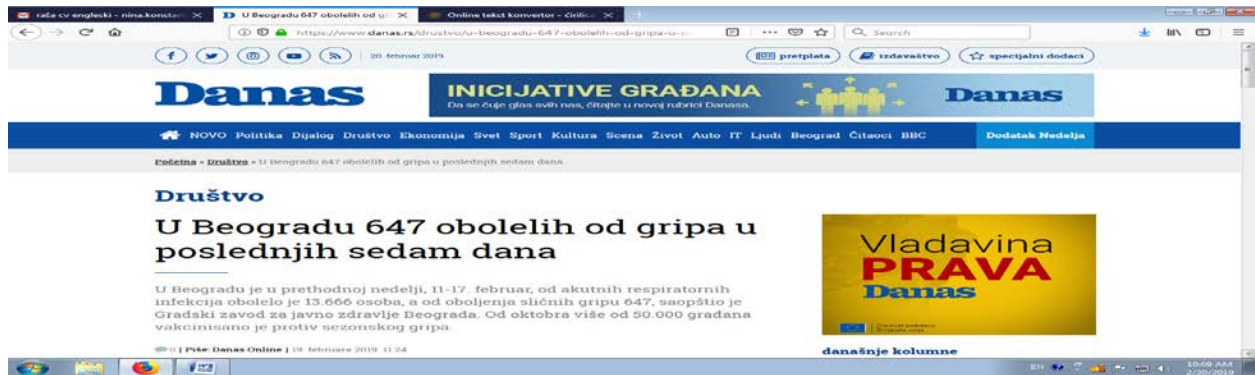 raša cv engleski - nina.konstan
U Beogradu 647 obolelih od gr
Online tekst konvertor - ćirilic
https://www.danas.rs/drustvo/u-beogradu-647-obolelih-od-gripa-u-
Search
20 februar 2019
pretplata
izdavaštvo
specijalni dodaci
Danas
INICIJATIVE GRAĐANA
Da se čuje glas svih nas, čitajte u novoj rubrici Danasa.
Danas
NOVO Politika Dijalog Društvo Ekonomija Svet Sport Kultura Scena Život Auto IT Ljudi Beograd Čitaoci BBC
Dodatak Nedelja
Početna » Društvo » U Beogradu 647 obolelih od gripa u poslednjih sedam dana
Društvo
U Beogradu 647 obolelih od gripa u
poslednjih sedam dana
U Beogradu je u prethodnoj nedelji, 11-17. februar, od akutnih respiratornih
infekcija obolelo je 13.666 osoba, a od oboljenja sličnih gripu 647, saopštio je
Gradski zavod za javno zdravlje Beograda. Od oktobra više od 50.000 građana
vakcinisano je protiv sezonskog gripa.
0 | Piše: Danas Online | 19. februara 2019. 11.24
Vladavina
PRAVA
Danas
današnje kolumne
EN
10:09 AM
2/20/2019